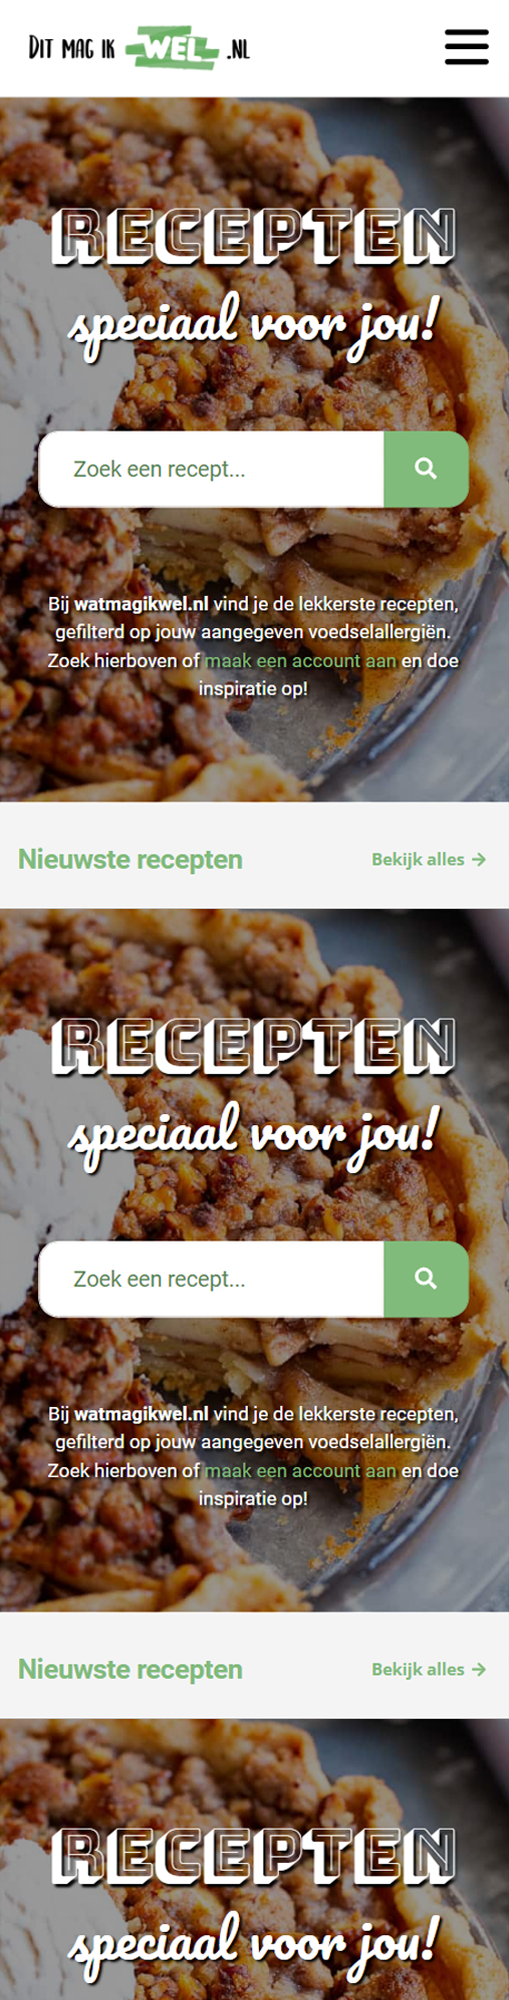 Dit mag ik WEL .nl
RECEPTEN
speciaal voor jou!
Zoek een recept...
Bij watmagikwel.nl vind je de lekkerste recepten,
gefilterd op jouw aangegeven voedselallergiën.
Zoek hierboven of maak een account aan en doe
inspiratie op!
Nieuwste recepten Bekijk alles →
RECEPTEN
speciaal voor jou!
Zoek een recept...
Bij watmagikwel.nl vind je de lekkerste recepten,
gefilterd op jouw aangegeven voedselallergiën.
Zoek hierboven of maak een account aan en doe
inspiratie op!
Nieuwste recepten Bekijk alles →
RECEPTEN
speciaal voor jou!